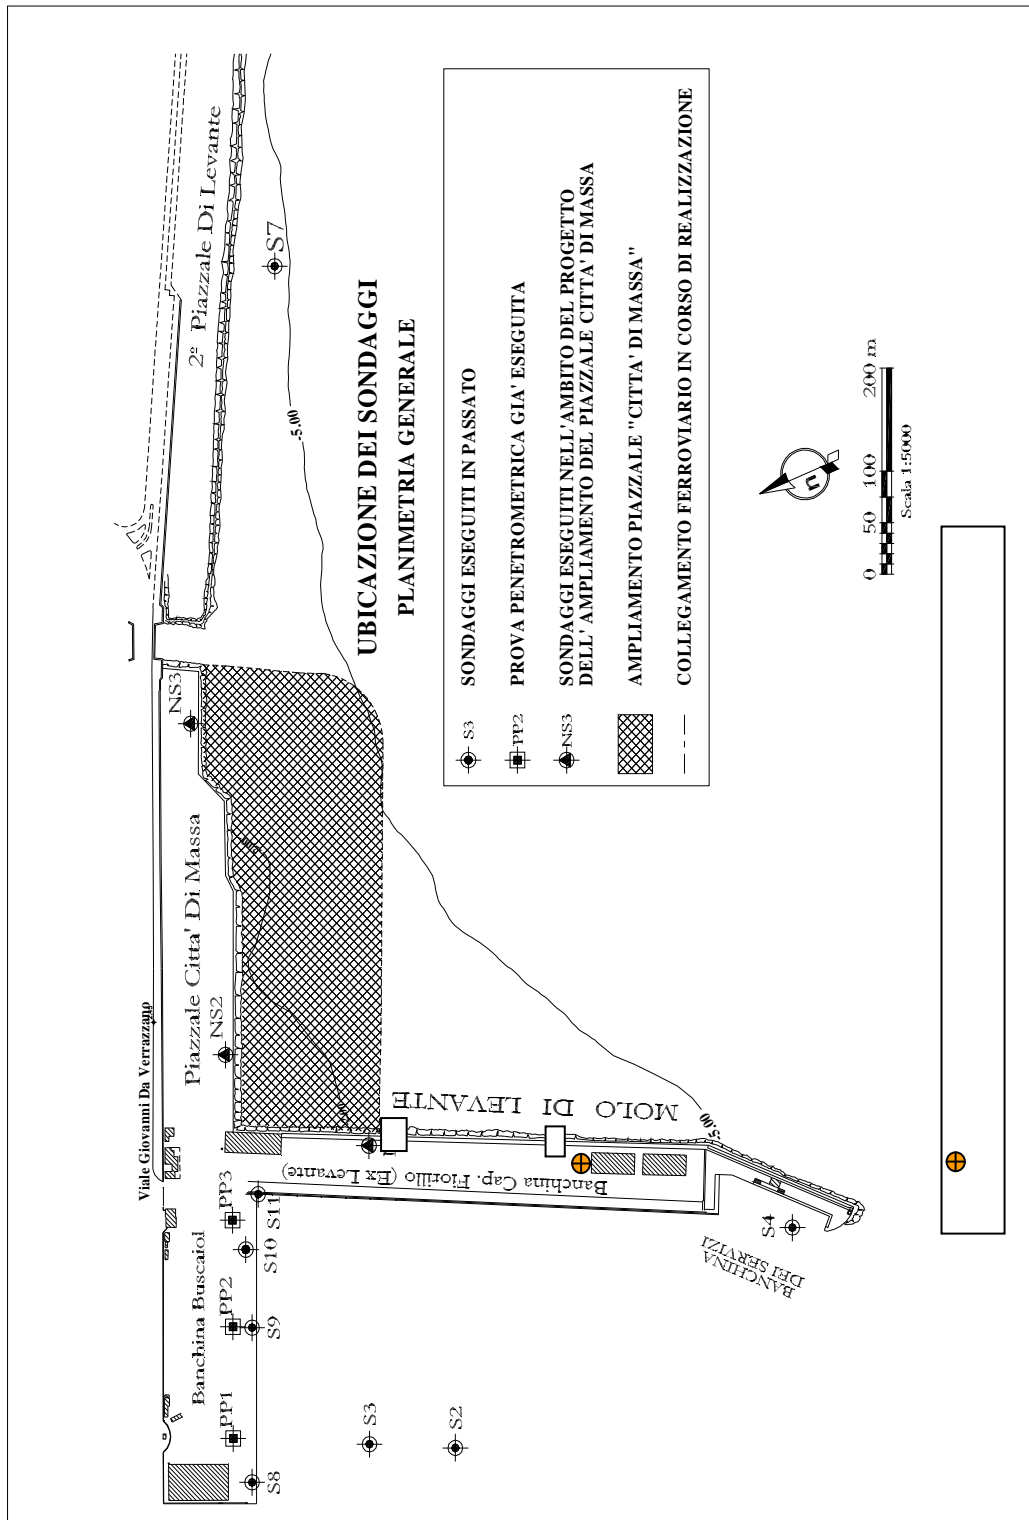 UBICAZIONE DEI SONDAGGI
PLANIMETRIA GENERALE
S3 SONDAGGI ESEGUITI IN PASSATO
PP2 PROVA PENETROMETRICA GIA' ESEGUITA
NS3 SONDAGGI ESEGUITI NELL'AMBITO DEL PROGETTO
DELL' AMPLIAMENTO DEL PIAZZALE CITTA' DI MASSA
AMPLIAMENTO PIAZZALE "CITTA' DI MASSA"
COLLEGAMENTO FERROVIARIO IN CORSO DI REALIZZAZIONE
Viale Giovanni Da Verrazzano
Banchina Buscaiol
Piazzale Citta' Di Massa
2° Piazzale Di Levante
PP1
PP2
PP3
NS2
NS3
S8
S9
S10
S11
S3
S2
S4
S7
-5.00
-5.00
Banchina Cap. Fiorillo (Ex Levante)
MOLO DI LEVANTE
BANCHINA
DEI SERVIZI
n
0 50 100 200 m
Scala 1:5000